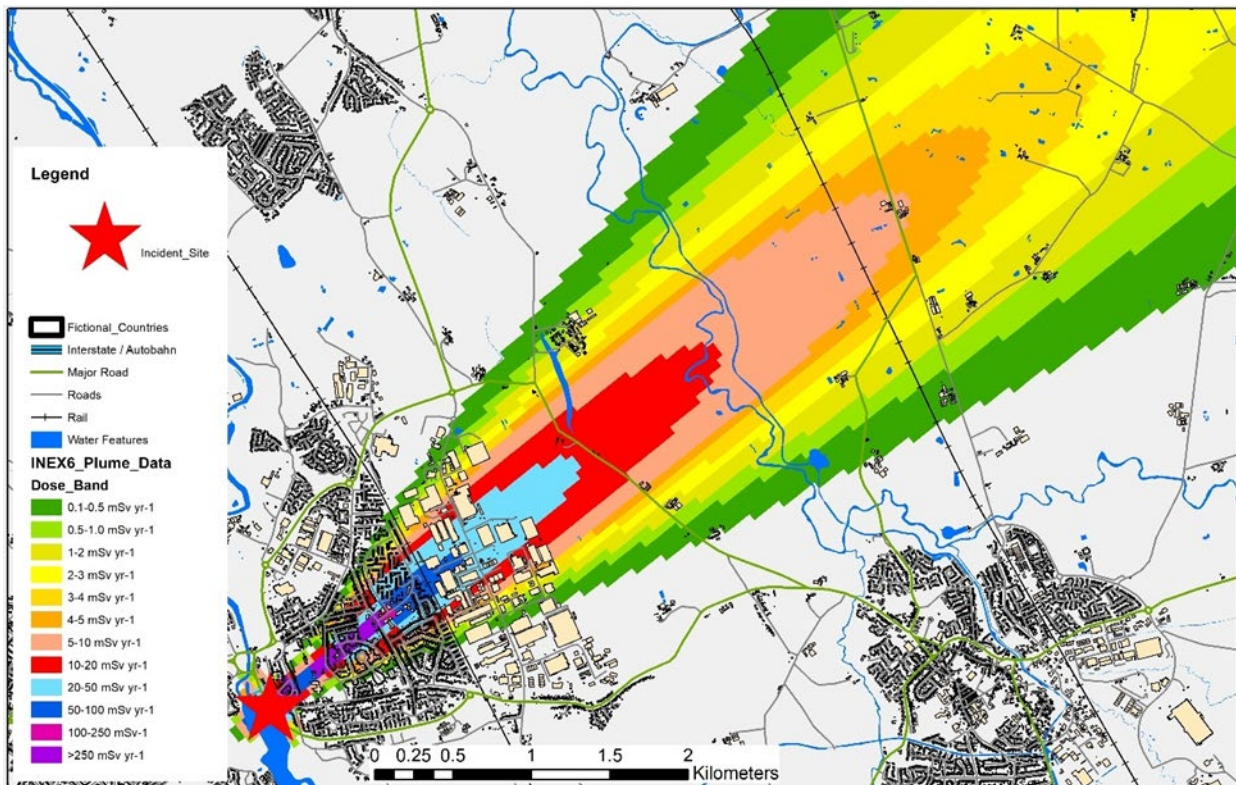 Legend
Incident_Site
Fictional_Countries
Interstate / Autobahn
Major Road
Roads
Rail
Water Features
INEX6_Plume_Data
Dose_Band
0.1-0.5 mSv yr-1
0.5-1.0 mSv yr-1
1-2 mSv yr-1
2-3 mSv yr-1
3-4 mSv yr-1
4-5 mSv yr-1
5-10 mSv yr-1
10-20 mSv yr-1
20-50 mSv yr-1
50-100 mSv yr-1
100-250 mSv-1
>250 mSv yr-1
0 0.25 0.5 1 1.5 2
Kilometers